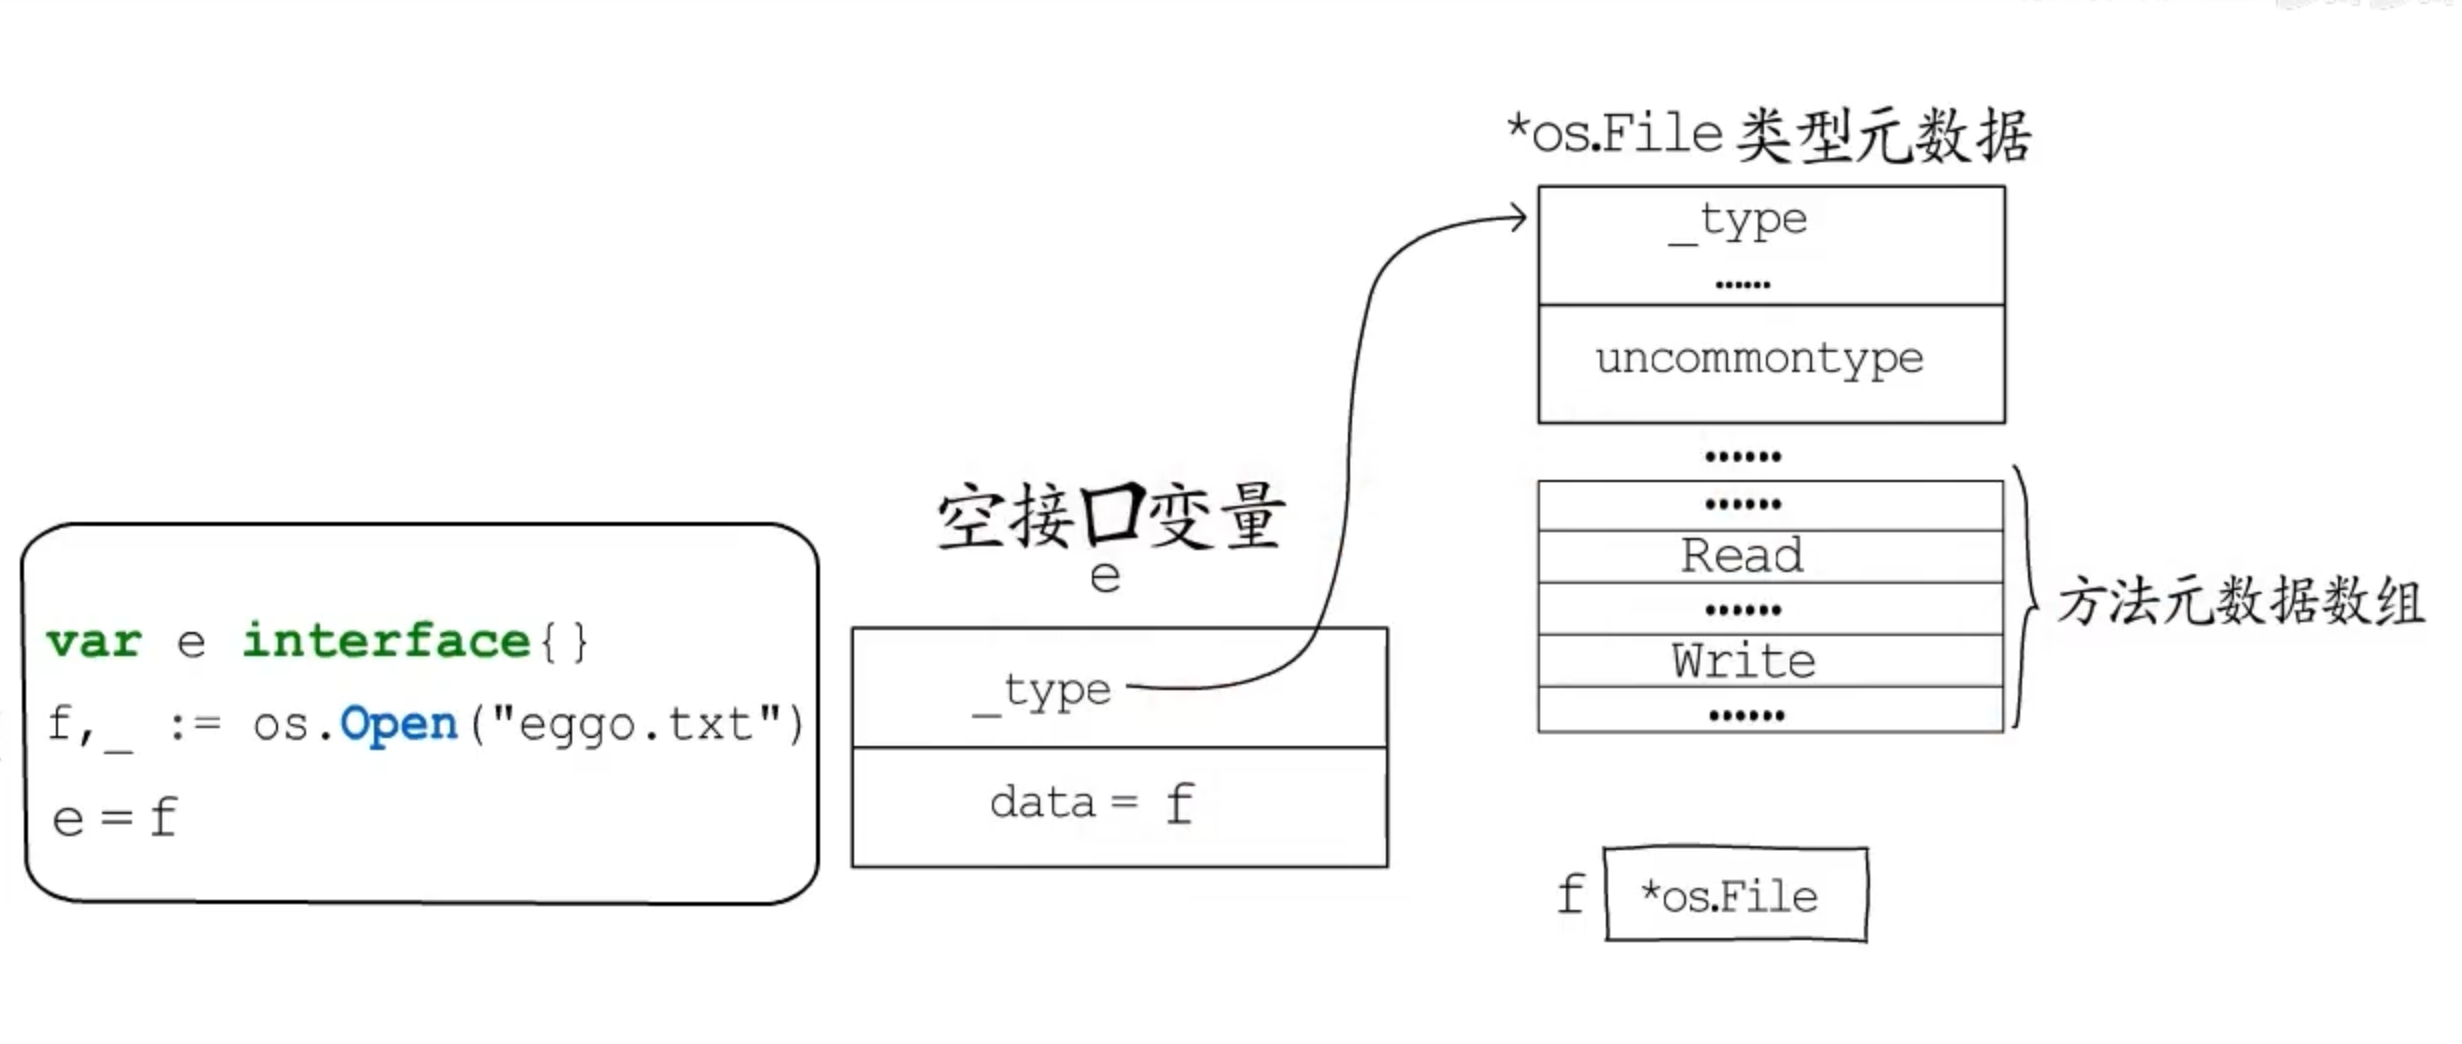 var e interface{}
f,_ := os.Open("eggo.txt")
e = f
空接口变量
e
_type
data = f
*os.File 类型元数据
_type
……
uncommontype
……
……
Read
……
Write
……
方法元数据数组
f *os.File